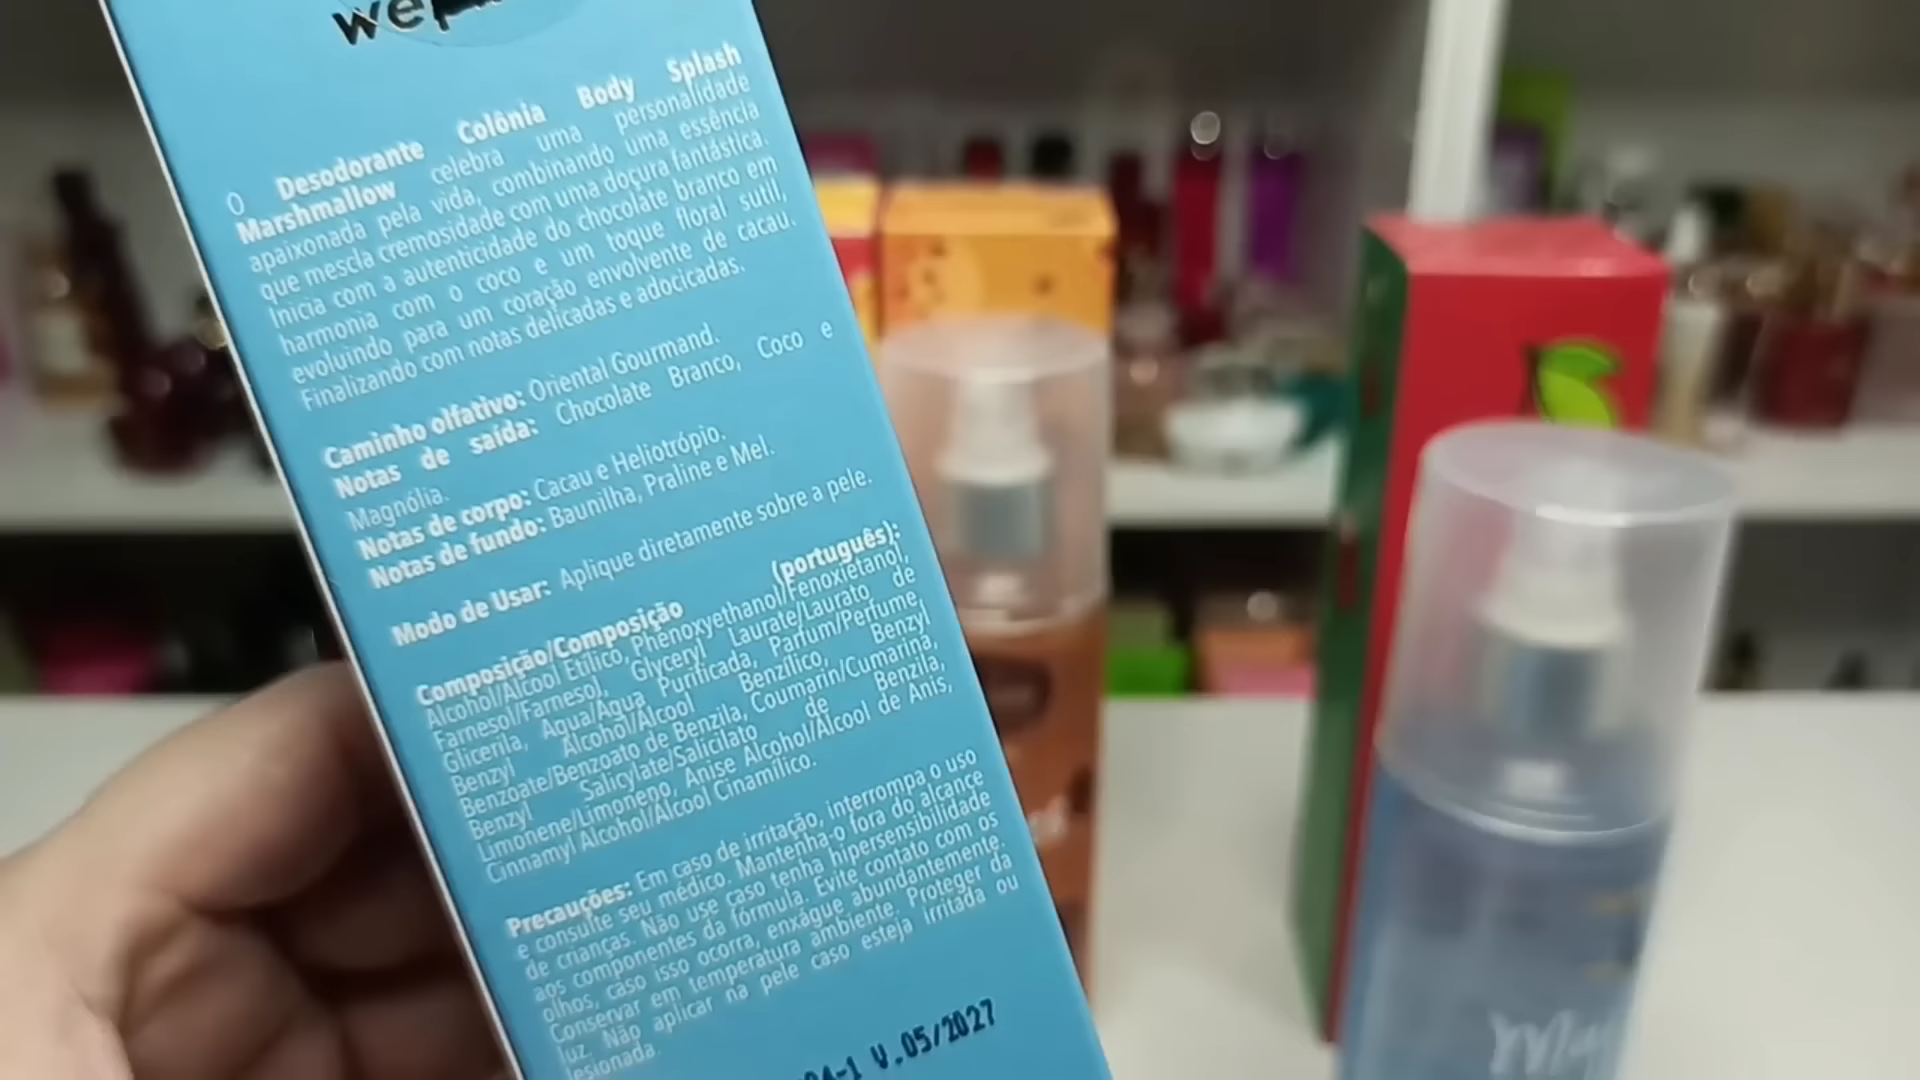 O Desodorante Colônia Body Splash
Marshmallow celebra uma personalidade
apaixonada pela vida, combinando uma essência
que mescla cremosidade com uma doçura fantástica.
Inicia com a autenticidade do chocolate branco em
harmonia com o coco e um toque floral sutil,
evoluindo para um coração envolvente de cacau.
Finalizando com notas delicadas e adocicadas.
Caminho olfativo: Oriental Gourmand.
Notas de saída: Chocolate Branco, Coco e
Magnólia.
Notas de corpo: Cacau e Heliotrópio.
Notas de fundo: Baunilha, Praline e Mel.
Modo de Usar: Aplique diretamente sobre a pele.
Composição/Composição (português):
Alcohol/Álcool Etílico, Phenoxyethanol/Fenoxietanol,
Farnesol/Farnesol, Glyceryl Laurate/Laurato de
Glicerila, Aqua/Água Purificada, Parfum/Perfume,
Benzyl Alcohol/Álcool Benzílico, Benzyl
Benzoate/Benzoato de Benzila, Coumarin/Cumarina,
Benzyl Salicylate/Salicilato de Benzila,
Limonene/Limoneno, Anise Alcohol/Álcool de Anis,
Cinnamyl Alcohol/Álcool Cinamílico.
Precauções: Em caso de irritação, interrompa o uso
e consulte seu médico. Mantenha-o fora do alcance
de crianças. Não use caso tenha hipersensibilidade
aos componentes da fórmula. Evite contato com os
olhos, caso isso ocorra, enxágue abundantemente.
Conservar em temperatura ambiente. Proteger da
luz. Não aplicar na pele caso esteja irritada ou
lesionada.
V.05/2027